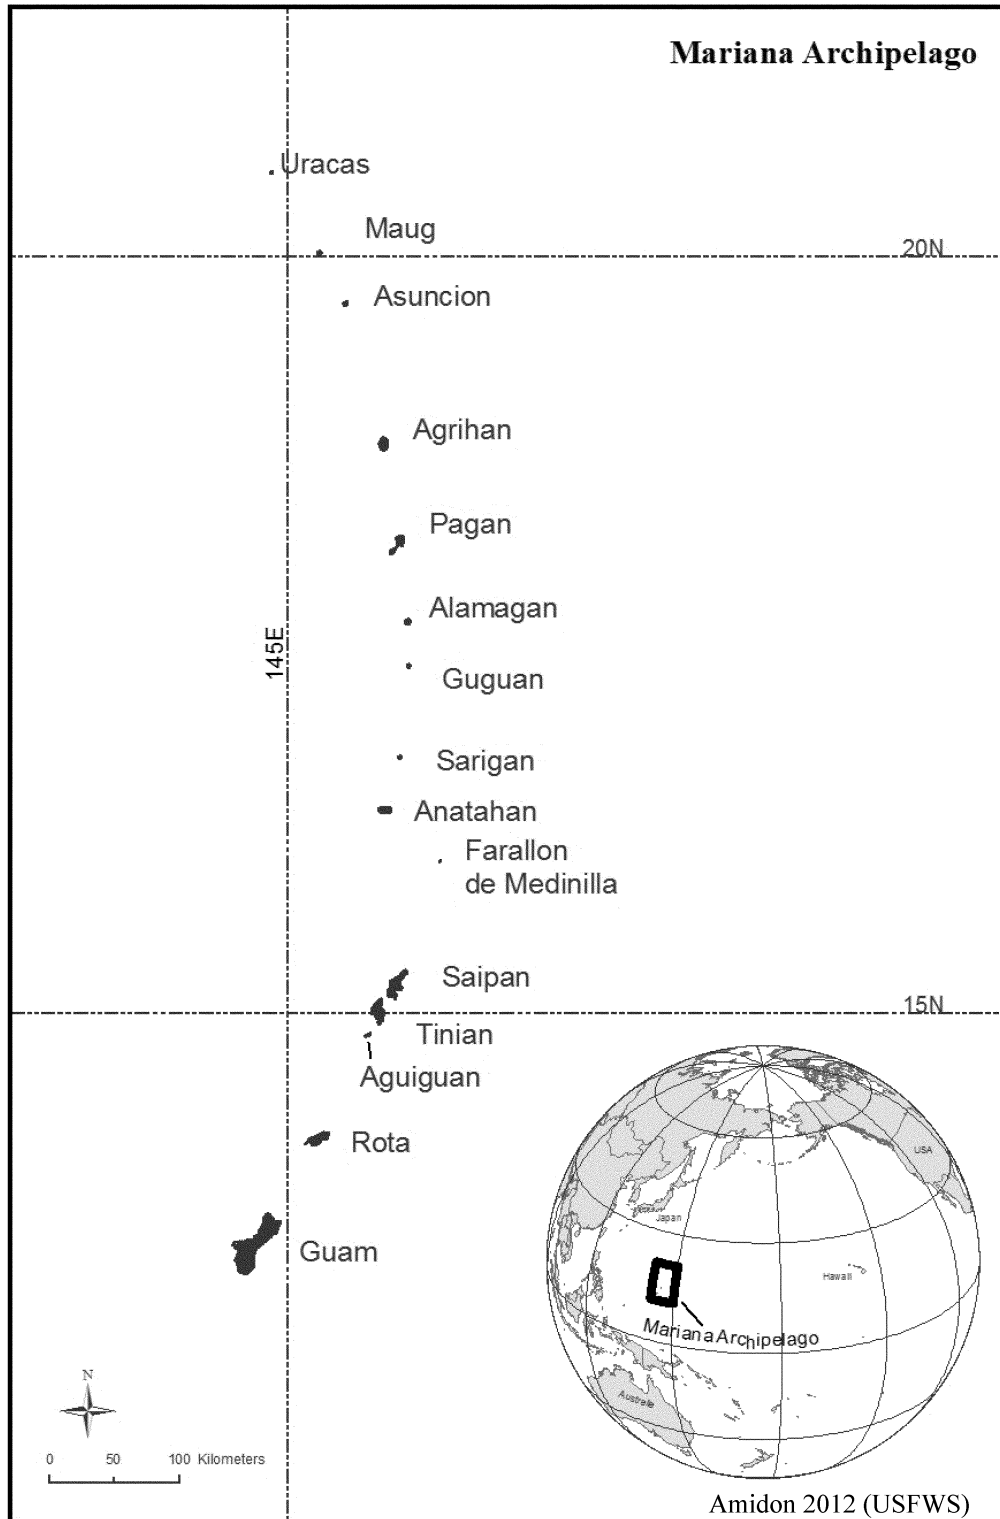 Mariana Archipelago
Uracas
Maug
20N
Asuncion
Agrihan
Pagan
Alamagan
145E
Guguan
Sarigan
Anatahan
Farallon
de Medinilla
Saipan
15N
Tinian
Aguiguan
Rota
USA
Japan
Guam
Hawaii
Mariana Archipelago
Australia
N
0 50 100 Kilometers
Amidon 2012 (USFWS)